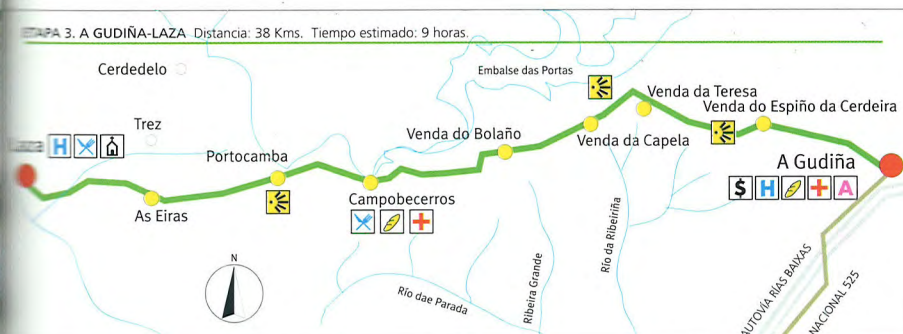 ETAPA 3. A GUDIÑA-LAZA Distancia: 38 Kms. Tiempo estimado: 9 horas.
Cerdedelo
Embalse das Portas
Venda da Teresa
Venda do Espiño da Cerdeira
Trez
Venda do Bolaño
Venda da Capela
Laza H
Portocamba
A Gudiña
$ H + A
Campobecerros
+
As Eiras
N
Río dae Parada
Ribeira Grande
Río da Ribeiriña
AUTOVÍA RÍAS BAIXAS
NACIONAL 525